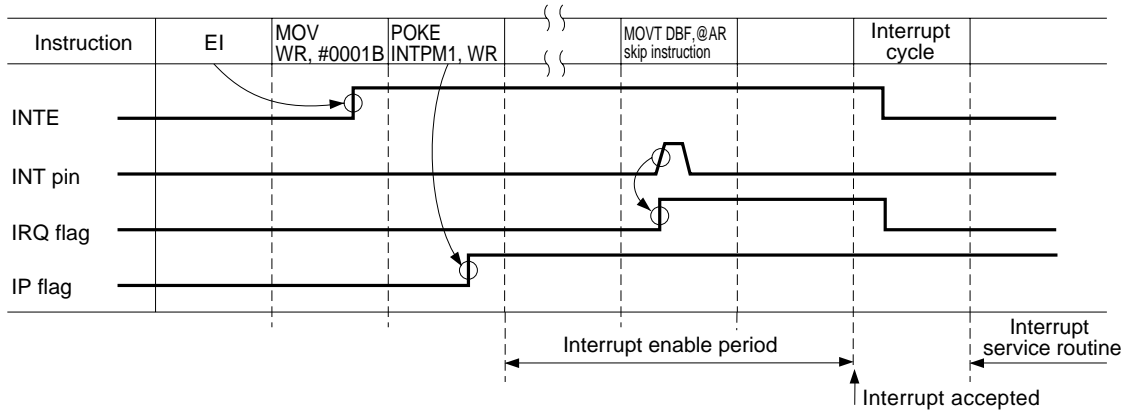 Instruction
EI
MOV
WR, #0001B
POKE
INTPM1, WR
MOVT DBF,@AR
skip instruction
Interrupt
cycle
INTE
INT pin
IRQ flag
IP flag
Interrupt enable period
Interrupt
service routine
Interrupt accepted